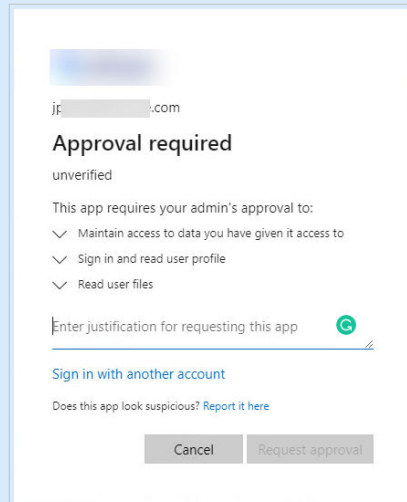 .com
Approval required
unverified
This app requires your admin's approval to:
Maintain access to data you have given it access to
Sign in and read user profile
Read user files
Enter justification for requesting this app
Sign in with another account
Does this app look suspicious? Report it here
Cancel Request approval